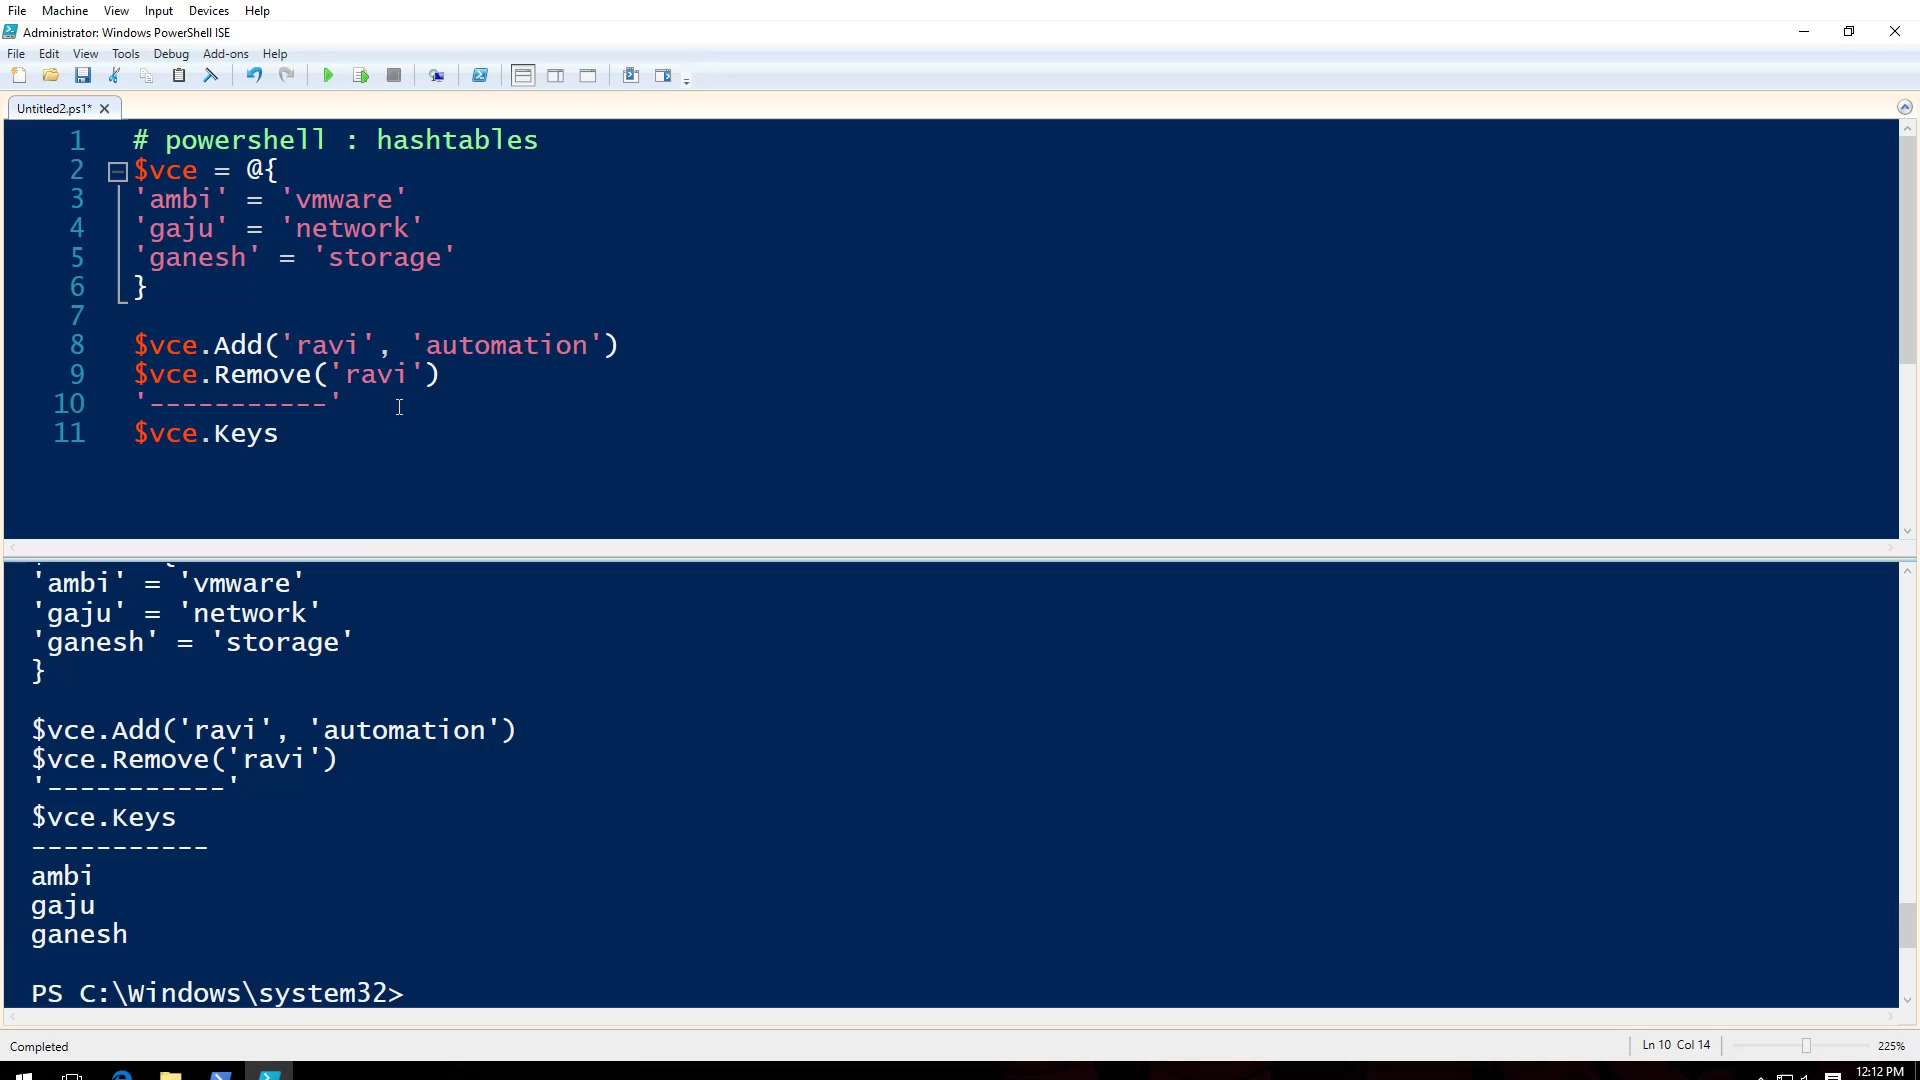 File Machine View Input Devices Help
Administrator: Windows PowerShell ISE
File Edit View Tools Debug Add-ons Help
Untitled2.ps1*
1 # powershell : hashtables
2 $vce = @{
3 'ambi' = 'vmware'
4 'gaju' = 'network'
5 'ganesh' = 'storage'
6 }
7
8 $vce.Add('ravi', 'automation')
9 $vce.Remove('ravi')
10 '-----------'
11 $vce.Keys
'ambi' = 'vmware'
'gaju' = 'network'
'ganesh' = 'storage'
}
$vce.Add('ravi', 'automation')
$vce.Remove('ravi')
'-----------'
$vce.Keys
-----------
ambi
gaju
ganesh
PS C:\Windows\system32>
Completed
Ln 10 Col 14
225%
12:12 PM